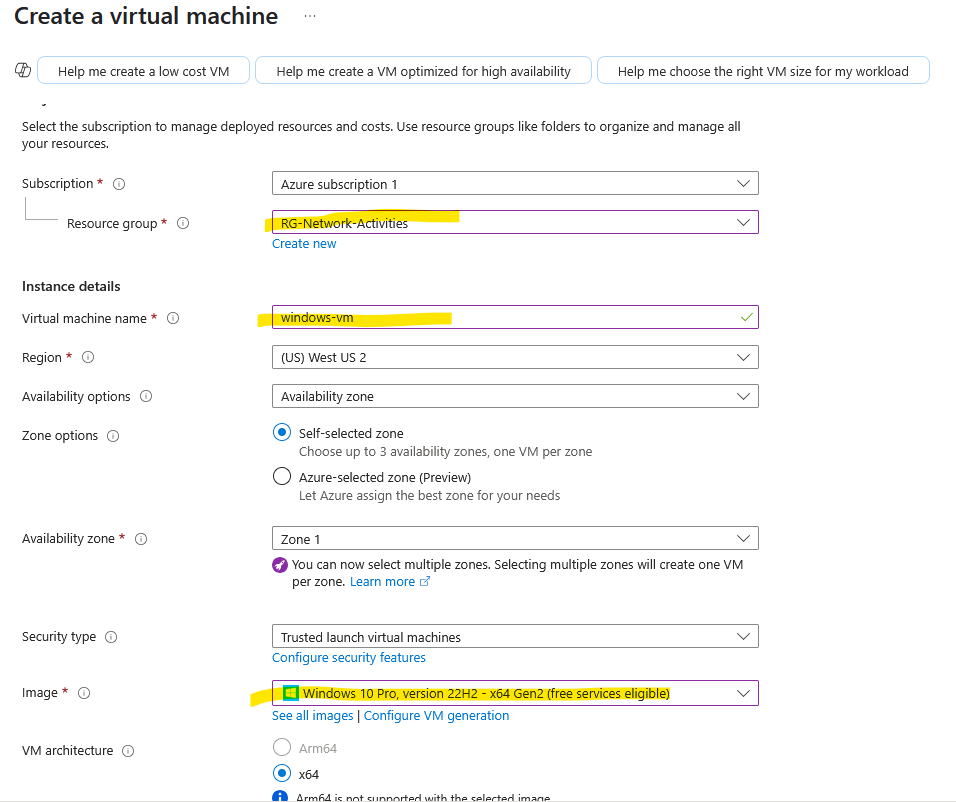 Create a virtual machine ...
Help me create a low cost VM
Help me create a VM optimized for high availability
Help me choose the right VM size for my workload
Select the subscription to manage deployed resources and costs. Use resource groups like folders to organize and manage all
your resources.
Subscription *
Azure subscription 1
Resource group *
RG-Network-Activities
Create new
Instance details
Virtual machine name *
windows-vm
Region *
(US) West US 2
Availability options
Availability zone
Zone options
Self-selected zone
Choose up to 3 availability zones, one VM per zone
Azure-selected zone (Preview)
Let Azure assign the best zone for your needs
Availability zone *
Zone 1
You can now select multiple zones. Selecting multiple zones will create one VM
per zone. Learn more
Security type
Trusted launch virtual machines
Configure security features
Image *
Windows 10 Pro, version 22H2 - x64 Gen2 (free services eligible)
See all images | Configure VM generation
VM architecture
Arm64
x64
Arm64 is not supported with the selected image.